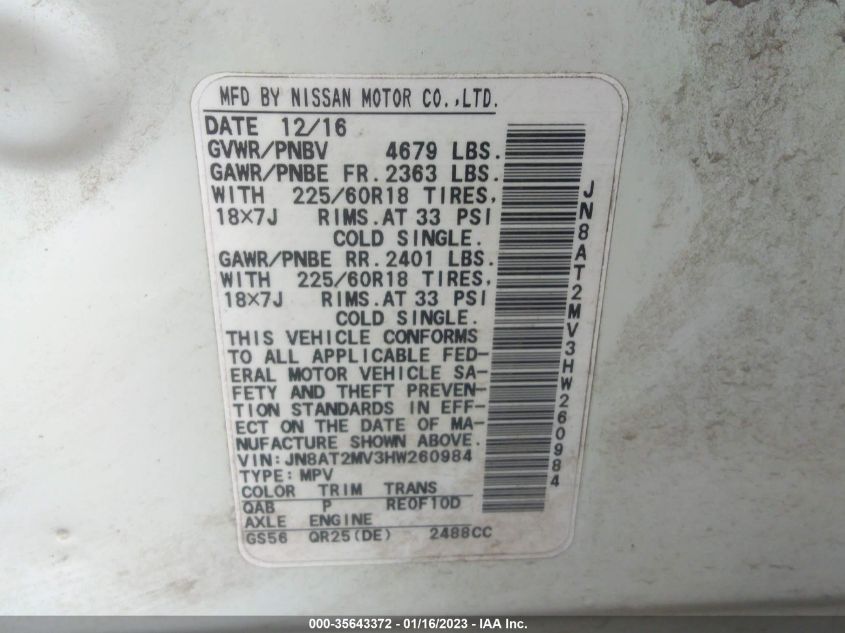 MFD BY NISSAN MOTOR CO.,LTD.
DATE 12/16
GVWR/PNBV 4679 LBS.
GAWR/PNBE FR.2363 LBS.
WITH 225/60R18 TIRES,
18×7J RIMS.AT 33 PSI
COLD SINGLE.
GAWR/PNBE RR.2401 LBS.
WITH 225/60R18 TIRES,
18×7J RIMS.AT 33 PSI
COLD SINGLE.
THIS VEHICLE CONFORMS
TO ALL APPLICABLE FED-
ERAL MOTOR VEHICLE SA-
FETY AND THEFT PREVEN-
TION STANDARDS IN EFF-
ECT ON THE DATE OF MA-
NUFACTURE SHOWN ABOVE.
VIN:JN8AT2MV3HW260984
TYPE:MPV
COLOR TRIM TRANS
QAB P RE0F10D
AXLE ENGINE
GS56 QR25(DE) 2488CC
JN8AT2MV3HW260984
000-35643372 - 01/16/2023 - IAA Inc.